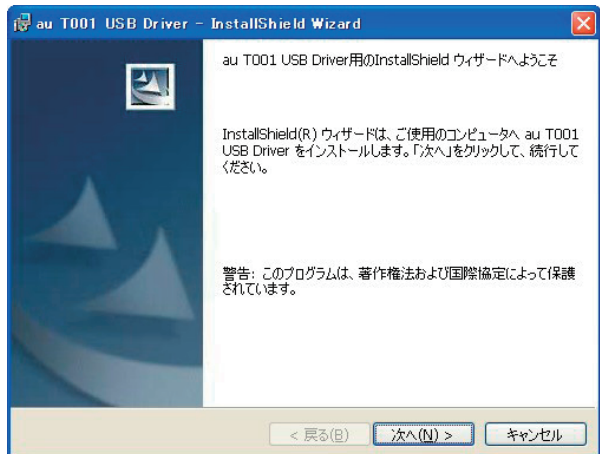 au T001 USB Driver - InstallShield Wizard
au T001 USB Driver用のInstallShield ウィザードへようこそ
InstallShield(R) ウィザードは、ご使用のコンピュータへ au T001
USB Driver をインストールします。「次へ」をクリックして、続行して
ください。
警告: このプログラムは、著作権法および国際協定によって保護
されています。
< 戻る(B) 次へ(N) > キャンセル